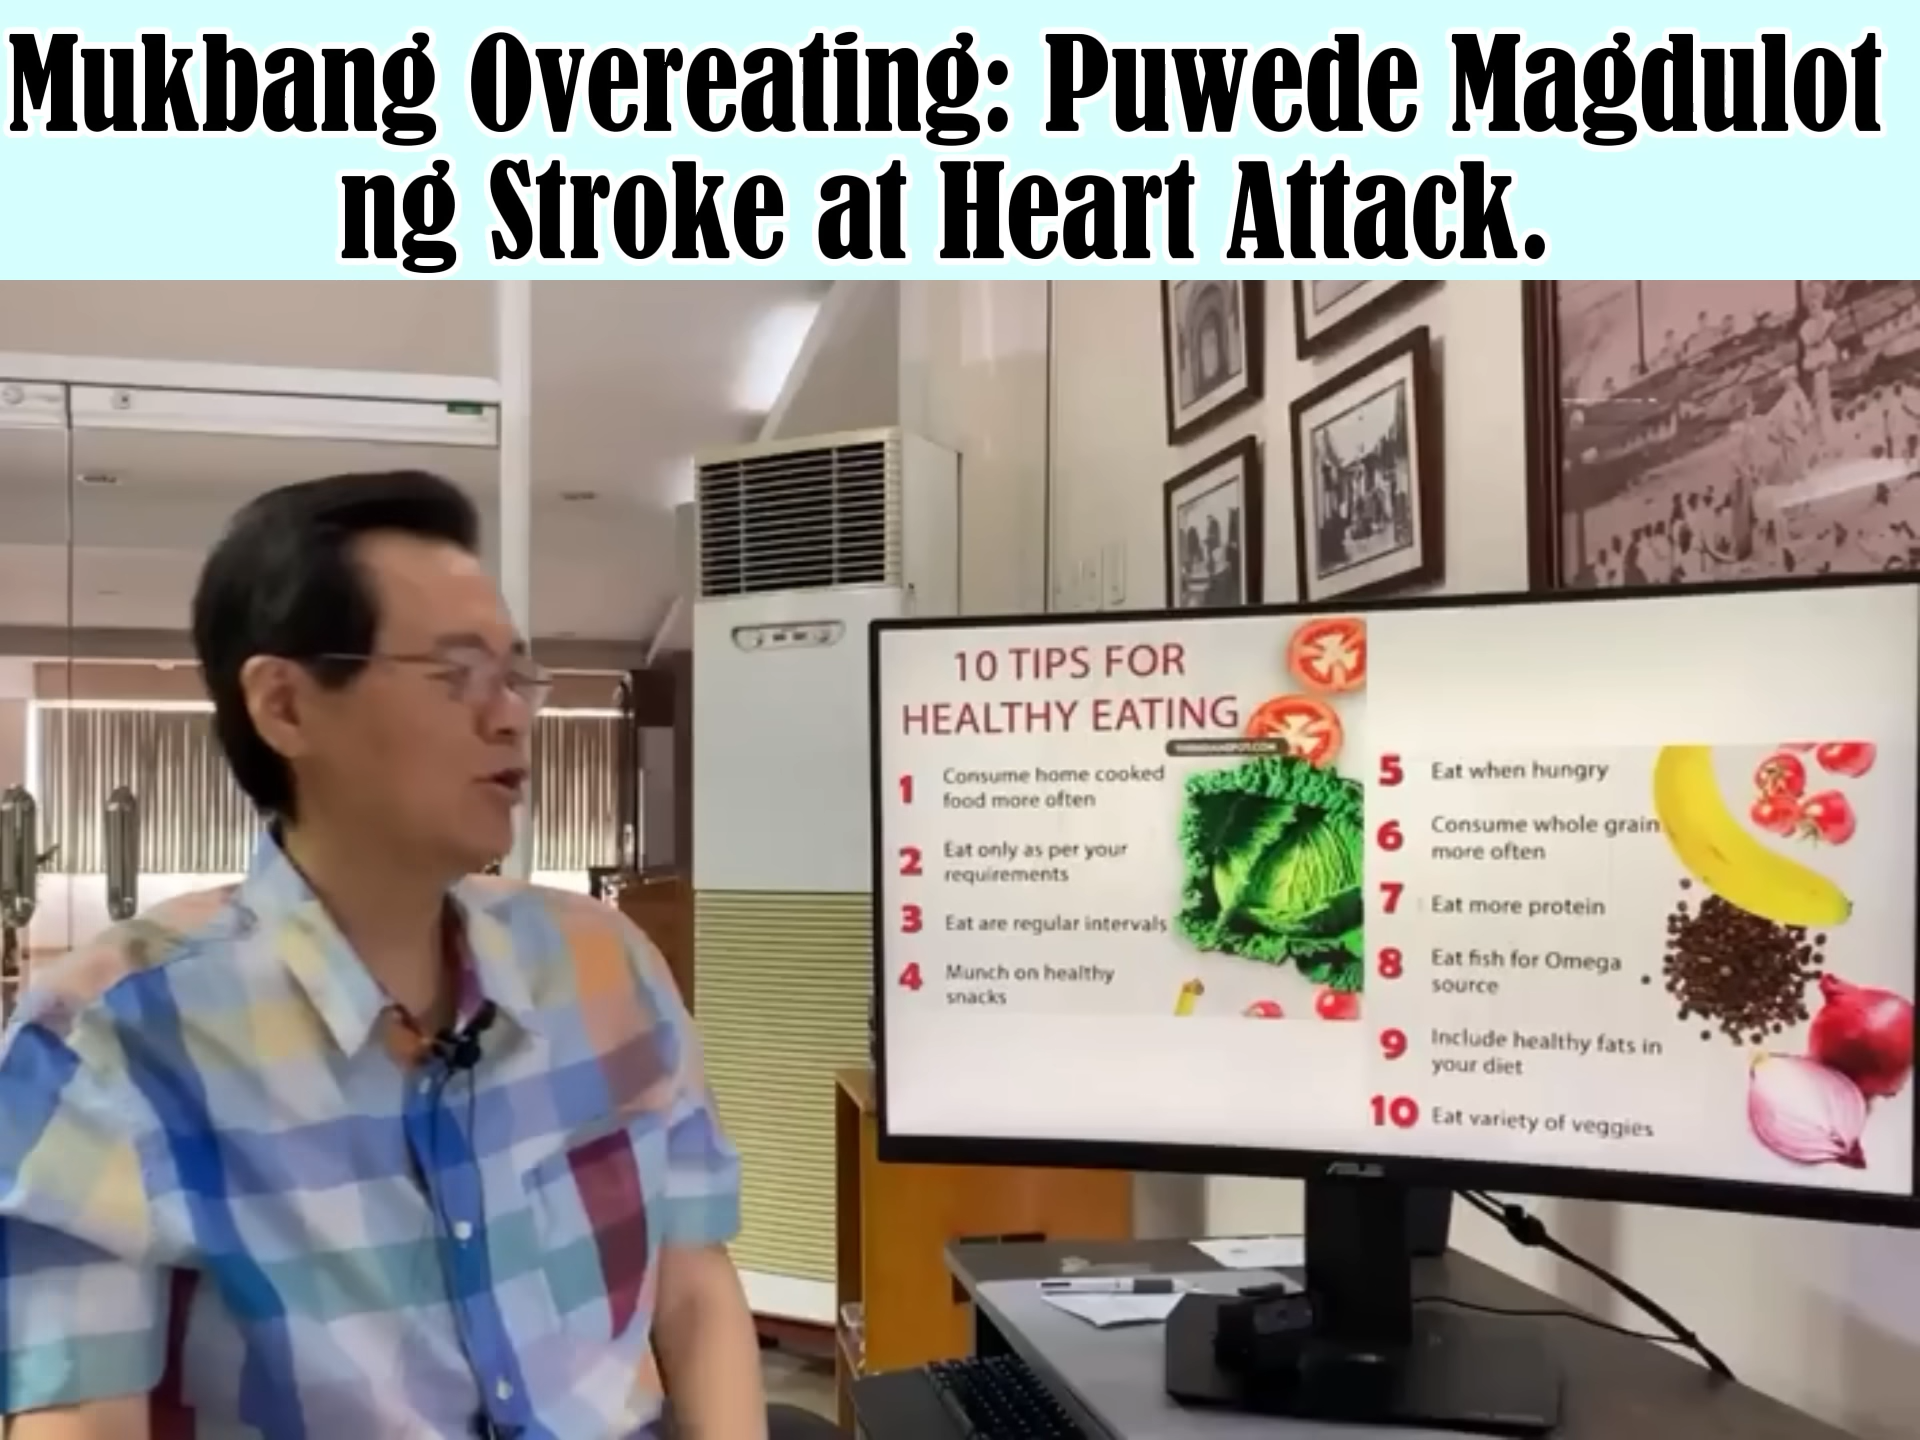 Mukbang Overeating: Puwede Magdulot
ng Stroke at Heart Attack.
10 TIPS FOR
HEALTHY EATING
1 Consume home cooked
food more often
2 Eat only as per your
requirements
3 Eat are regular intervals
4 Munch on healthy
snacks
5 Eat when hungry
6 Consume whole grain
more often
7 Eat more protein
8 Eat fish for Omega
source
9 Include healthy fats in
your diet
10 Eat variety of veggies
ASUS